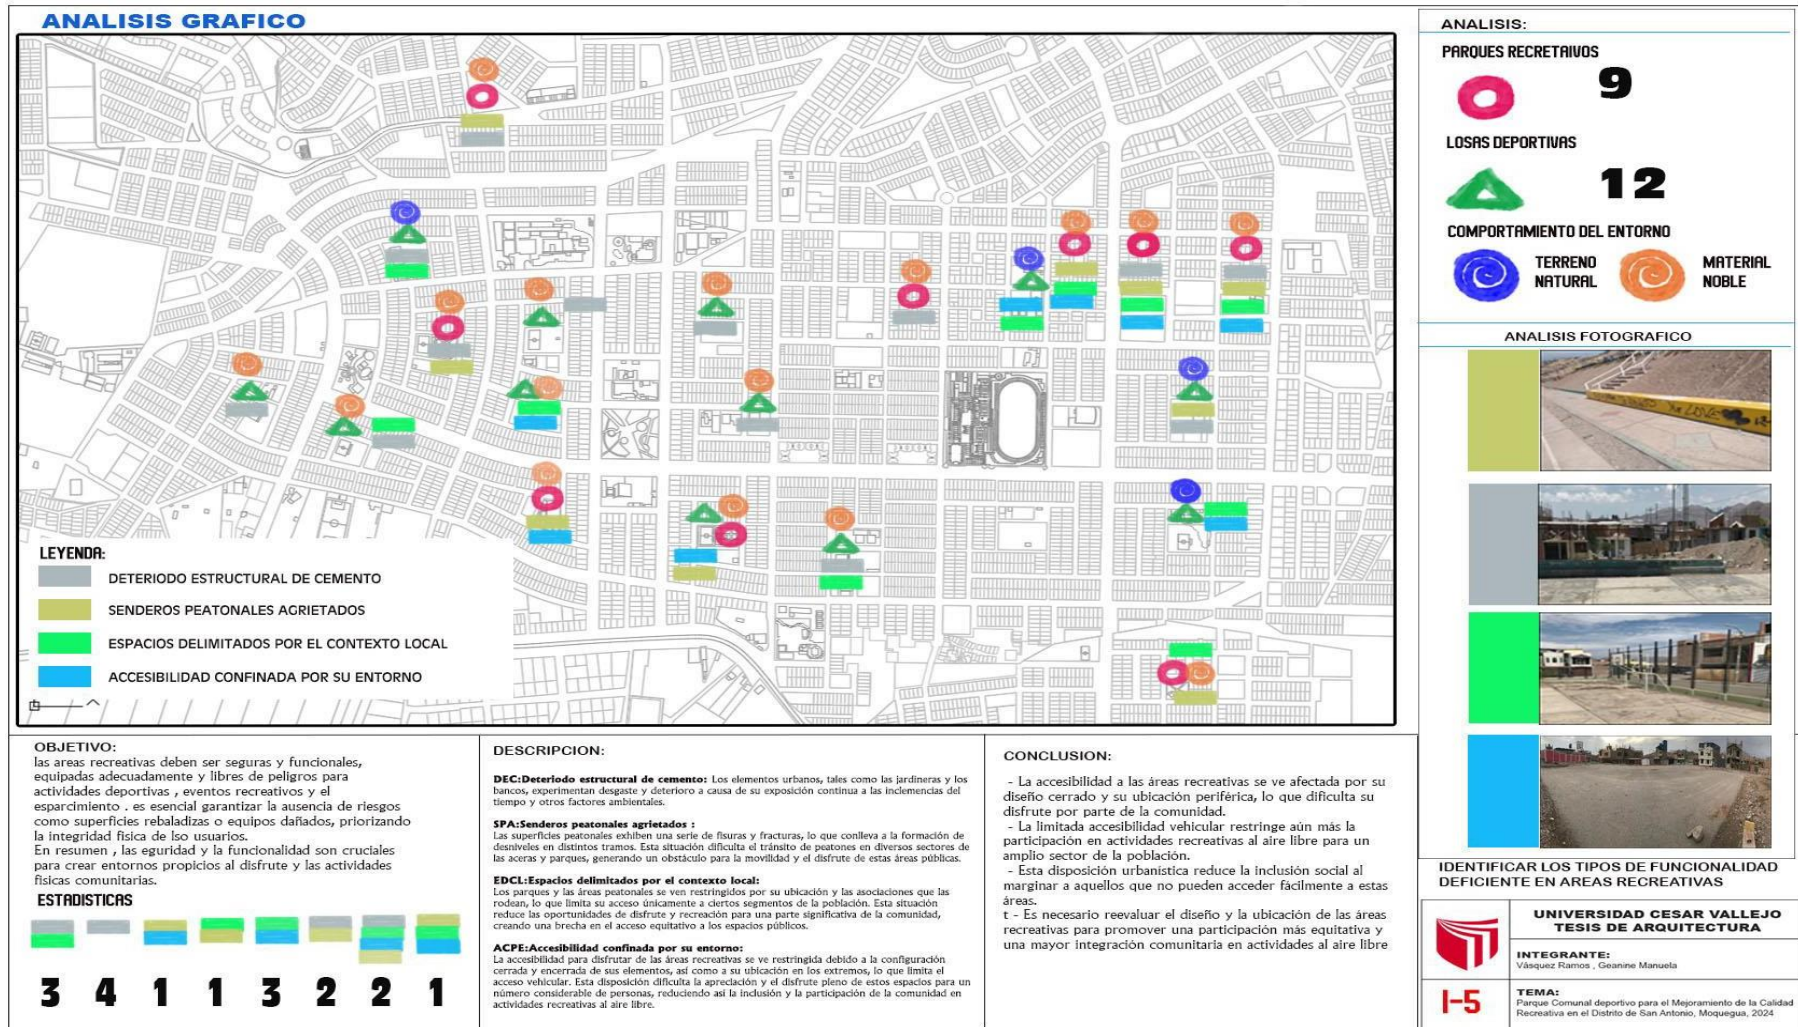 ANALISIS GRAFICO
LEYENDA:
DETERIODO ESTRUCTURAL DE CEMENTO
SENDEROS PEATONALES AGRIETADOS
ESPACIOS DELIMITADOS POR EL CONTEXTO LOCAL
ACCESIBILIDAD CONFINADA POR SU ENTORNO
ANALISIS:
PARQUES RECRETAIVOS
9
LOSAS DEPORTIVAS
12
COMPORTAMIENTO DEL ENTORNO
TERRENO
NATURAL
MATERIAL
NOBLE
ANALISIS FOTOGRAFICO
LOVE
IDENTIFICAR LOS TIPOS DE FUNCIONALIDAD
DEFICIENTE EN AREAS RECREATIVAS
OBJETIVO:
las areas recreativas deben ser seguras y funcionales,
equipadas adecuadamente y libres de peligros para
actividades deportivas , eventos recreativos y el
esparcimiento . es esencial garantizar la ausencia de riesgos
como superficies rebaladizas o equipos dañados, priorizando
la integridad fisica de lso usuarios.
En resumen , las eguridad y la funcionalidad son cruciales
para crear entornos propicios al disfrute y las actividades
fisicas comunitarias.
ESTADISTICAS
3 4 1 1 3 2 2 1
DESCRIPCION:
DEC:Deteriodo estructural de cemento: Los elementos urbanos, tales como las jardineras y los
bancos, experimentan desgaste y deterioro a causa de su exposición continua a las inclemencias del
tiempo y otros factores ambientales.
SPA:Senderos peatonales agrietados :
Las superficies peatonales exhiben una serie de fisuras y fracturas, lo que conlleva a la formación de
desniveles en distintos tramos. Esta situación dificulta el tránsito de peatones en diversos sectores de
las aceras y parques, generando un obstáculo para la movilidad y el disfrute de estas áreas públicas.
EDCL:Espacios delimitados por el contexto local:
Los parques y las áreas peatonales se ven restringidos por su ubicación y las asociaciones que las
rodean, lo que limita su acceso únicamente a ciertos segmentos de la población. Esta situación
reduce las oportunidades de disfrute y recreación para una parte significativa de la comunidad,
creando una brecha en el acceso equitativo a los espacios públicos.
ACPE:Accesibilidad confinada por su entorno:
La accesibilidad para disfrutar de las áreas recreativas se ve restringida debido a la configuración
cerrada y encerrada de sus elementos, así como a su ubicación en los extremos, lo que limita el
acceso vehicular. Esta disposición dificulta la apreciación y el disfrute pleno de estos espacios para un
número considerable de personas, reduciendo así la inclusión y la participación de la comunidad en
actividades recreativas al aire libre.
CONCLUSION:
- La accesibilidad a las áreas recreativas se ve afectada por su
diseño cerrado y su ubicación periférica, lo que dificulta su
disfrute por parte de la comunidad.
- La limitada accesibilidad vehicular restringe aún más la
participación en actividades recreativas al aire libre para un
amplio sector de la población.
- Esta disposición urbanística reduce la inclusión social al
marginar a aquellos que no pueden acceder fácilmente a estas
áreas.
t - Es necesario reevaluar el diseño y la ubicación de las áreas
recreativas para promover una participación más equitativa y
una mayor integración comunitaria en actividades al aire libre
UNIVERSIDAD CESAR VALLEJO
TESIS DE ARQUITECTURA
INTEGRANTE:
Vásquez Ramos , Geanine Manuela
I-5
TEMA:
Parque Comunal deportivo para el Mejoramiento de la Calidad
Recreativa en el Distrito de San Antonio, Moquegua, 2024